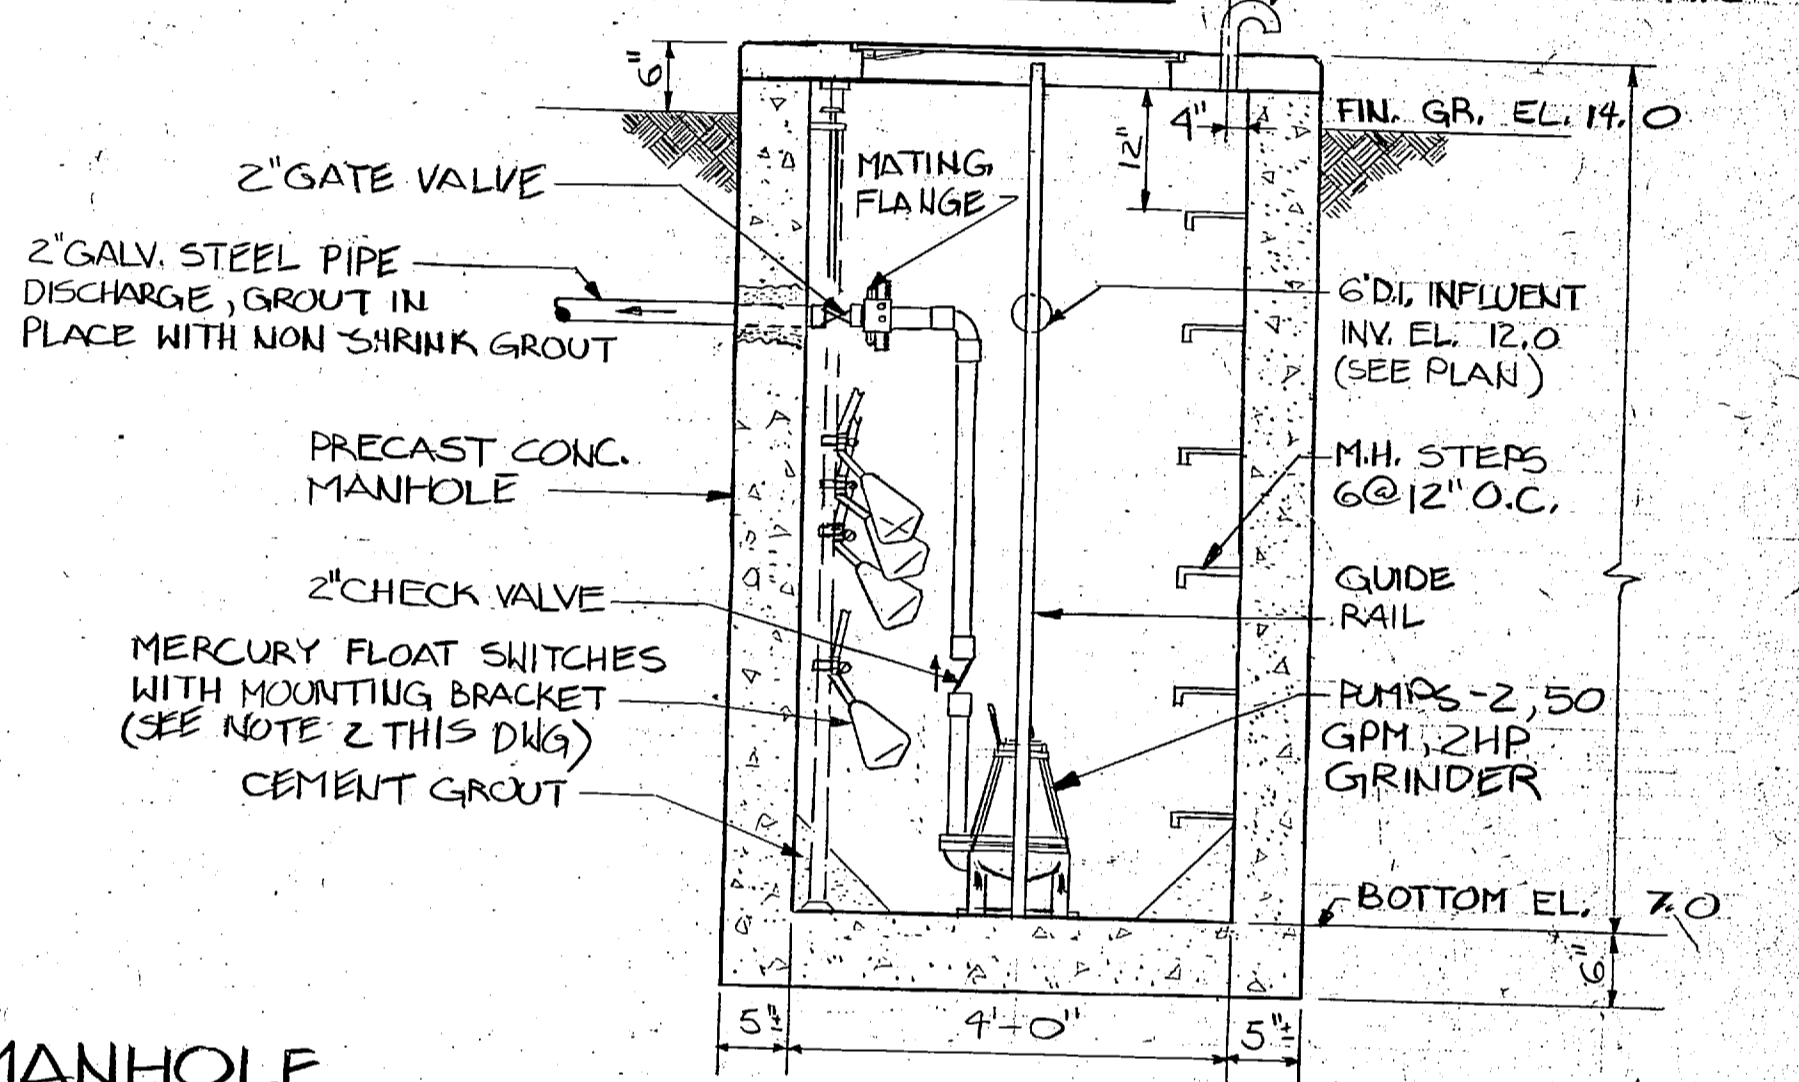 6"
12"
4"
FIN. GR. EL. 14.0
2"GATE VALVE
MATING
FLANGE
2"GALV. STEEL PIPE
DISCHARGE, GROUT IN
PLACE WITH NON SHRINK GROUT
6"D.I. INFLUENT
INV. EL. 12.0
(SEE PLAN)
PRECAST CONC.
MANHOLE
M.H. STEPS
6@12" O.C.
2"CHECK VALVE
GUIDE
RAIL
MERCURY FLOAT SWITCHES
WITH MOUNTING BRACKET
(SEE NOTE 2 THIS DWG)
CEMENT GROUT
PUMPS-2,50
GPM, 2HP
GRINDER
BOTTOM EL. 7.0
6"
5"±
4'-0"
5"±
MANHOLE